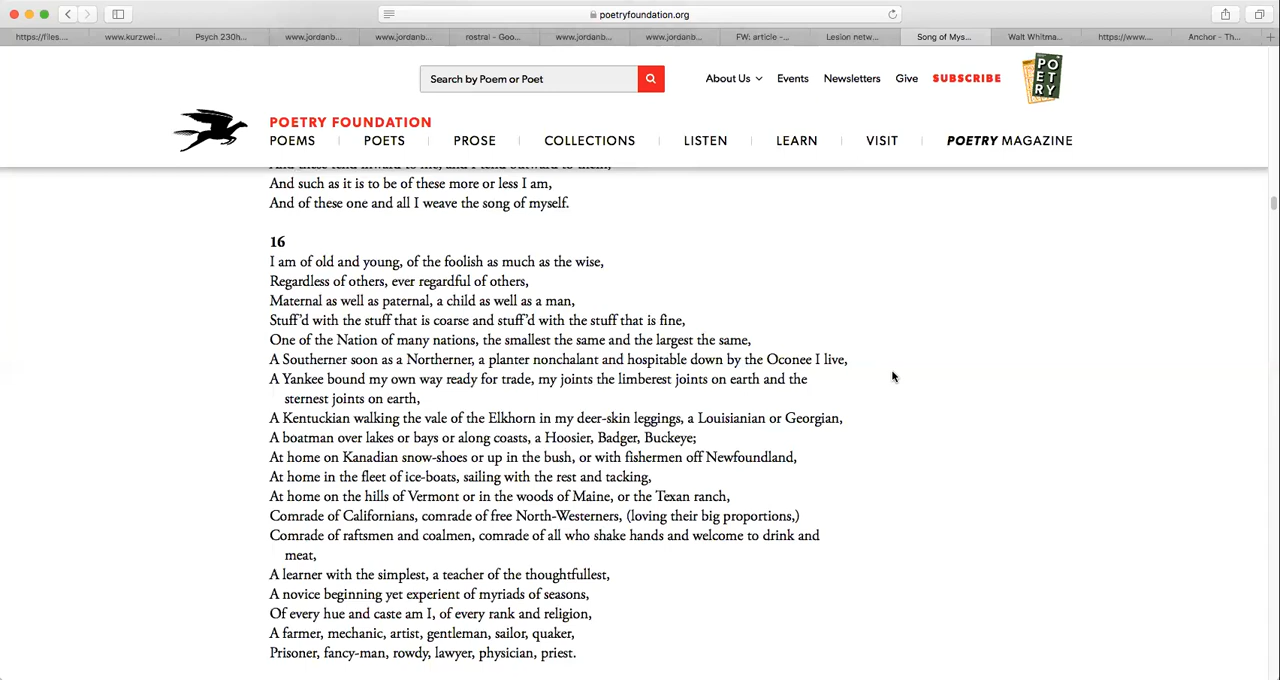 poetryfoundation.org
https://files....
www.kurzwei...
Psych 230h...
www.jordanb...
www.jordanb...
rostral - Goo...
www.jordanb...
www.jordanb...
FW: article -...
Lesion netw...
Song of Mys...
Walt Whitma...
https://www....
Anchor - Th...
Search by Poem or Poet
About Us
Events
Newsletters
Give
SUBSCRIBE
PO
ET
RY
POETRY FOUNDATION
POEMS
POETS
PROSE
COLLECTIONS
LISTEN
LEARN
VISIT
POETRY MAGAZINE
And these tend inward to me, and I tend outward to them,
And such as it is to be of these more or less I am,
And of these one and all I weave the song of myself.
16
I am of old and young, of the foolish as much as the wise,
Regardless of others, ever regardful of others,
Maternal as well as paternal, a child as well as a man,
Stuff’d with the stuff that is coarse and stuff’d with the stuff that is fine,
One of the Nation of many nations, the smallest the same and the largest the same,
A Southerner soon as a Northerner, a planter nonchalant and hospitable down by the Oconee I live,
A Yankee bound my own way ready for trade, my joints the limberest joints on earth and the
sternest joints on earth,
A Kentuckian walking the vale of the Elkhorn in my deer-skin leggings, a Louisianian or Georgian,
A boatman over lakes or bays or along coasts, a Hoosier, Badger, Buckeye;
At home on Kanadian snow-shoes or up in the bush, or with fishermen off Newfoundland,
At home in the fleet of ice-boats, sailing with the rest and tacking,
At home on the hills of Vermont or in the woods of Maine, or the Texan ranch,
Comrade of Californians, comrade of free North-Westerners, (loving their big proportions,)
Comrade of raftsmen and coalmen, comrade of all who shake hands and welcome to drink and
meat,
A learner with the simplest, a teacher of the thoughtfullest,
A novice beginning yet experient of myriads of seasons,
Of every hue and caste am I, of every rank and religion,
A farmer, mechanic, artist, gentleman, sailor, quaker,
Prisoner, fancy-man, rowdy, lawyer, physician, priest.